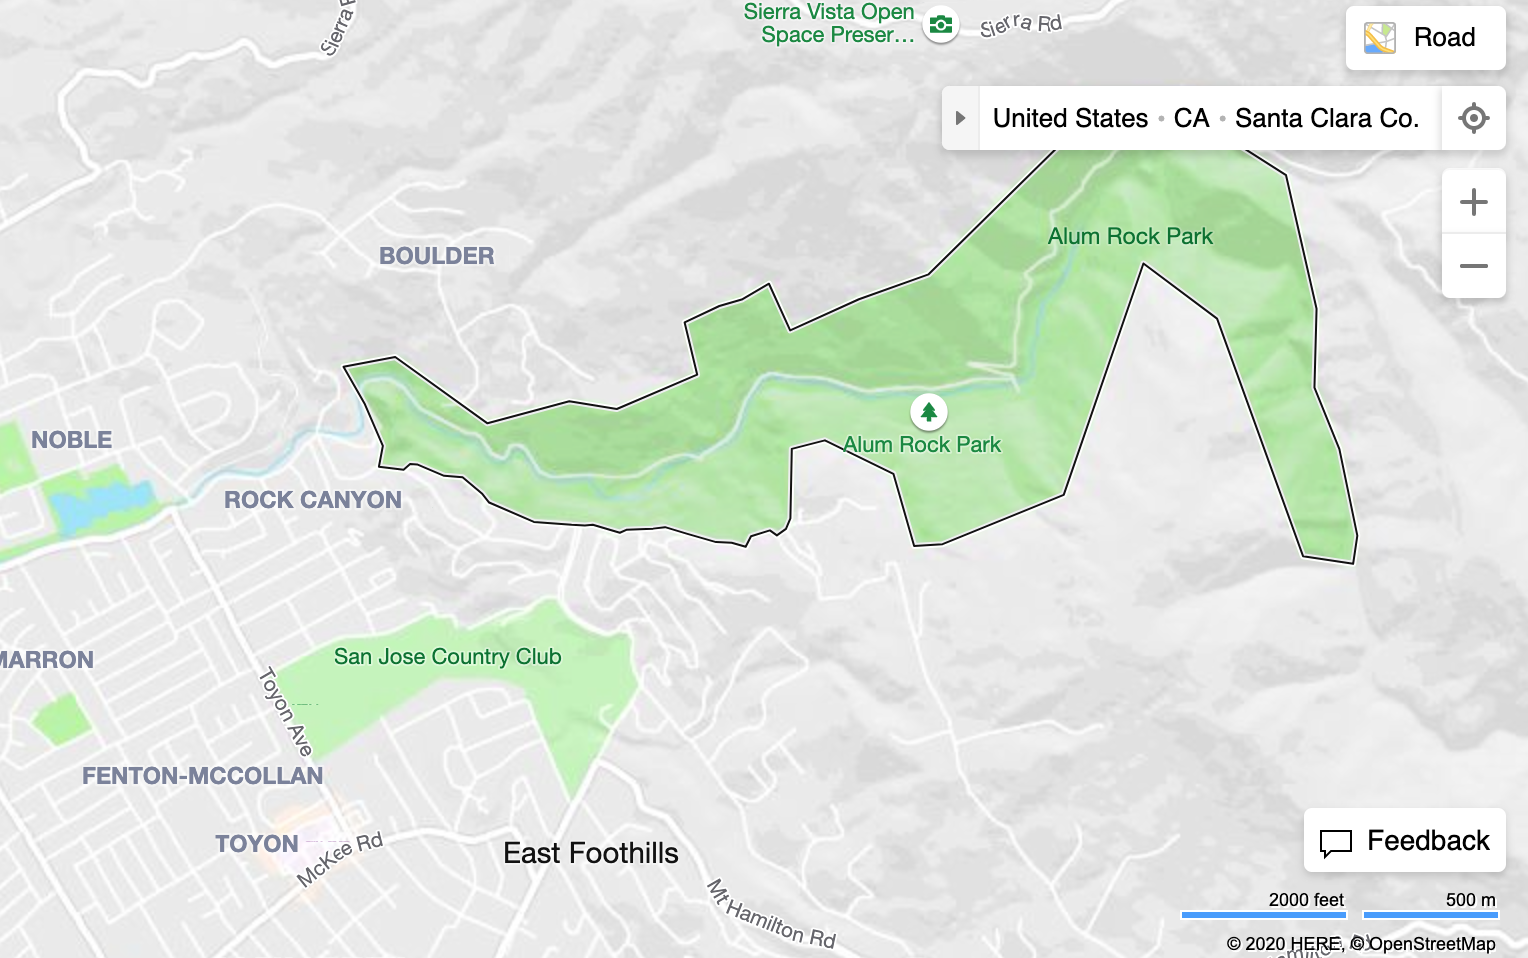 Sierra Vista Open
Space Preser...
Sierra Rd
Sierra
Road
United States • CA • Santa Clara Co.
Alum Rock Park
BOULDER
NOBLE
Alum Rock Park
ROCK CANYON
San Jose Country Club
MARRON
Toyon Ave
FENTON-MCCOLLAN
TOYON
McKee Rd
East Foothills
Mt Hamilton Rd
Feedback
2000 feet
500 m
© 2020 HERE, © OpenStreetMap